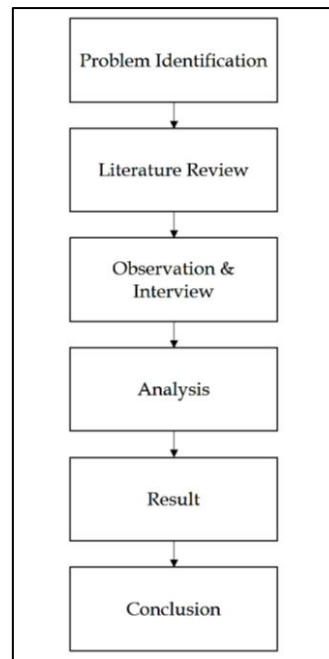 Problem Identification
Literature Review
Observation &
Interview
Analysis
Result
Conclusion